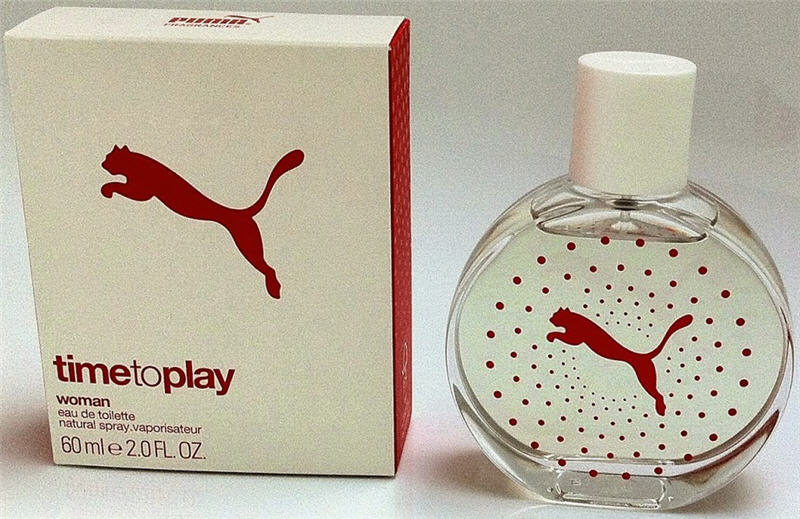 PUMA
FRAGRANCES
timetoplay
woman
eau de toilette
natural spray.vaporisateur
60 ml e 2.0 FL. OZ.